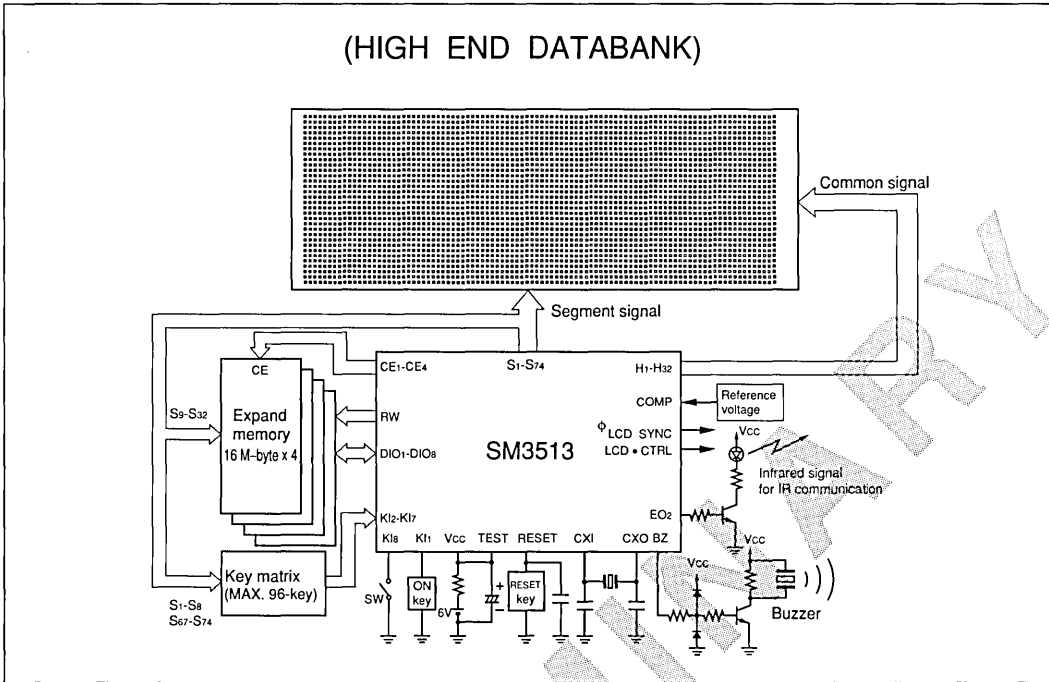 (HIGH END DATABANK)
Common signal
Segment signal
CE
CE1-CE4
S1-S74
H1-H32
S9-S32
Expand
memory
16 M-byte x 4
RW
DIO1-DIO8
SM3513
COMP
Reference
voltage
ϕ LCD SYNC
LCD • CTRL
VCC
Infrared signal
for IR communication
EO2
KI2-KI7
KI8
KI1
VCC
TEST
RESET
CXI
CXO
BZ
Key matrix
(MAX. 96-key)
S1-S8
S67-S74
SW
ON
key
6V
+
−
RESET
key
VCC
VCC
Buzzer